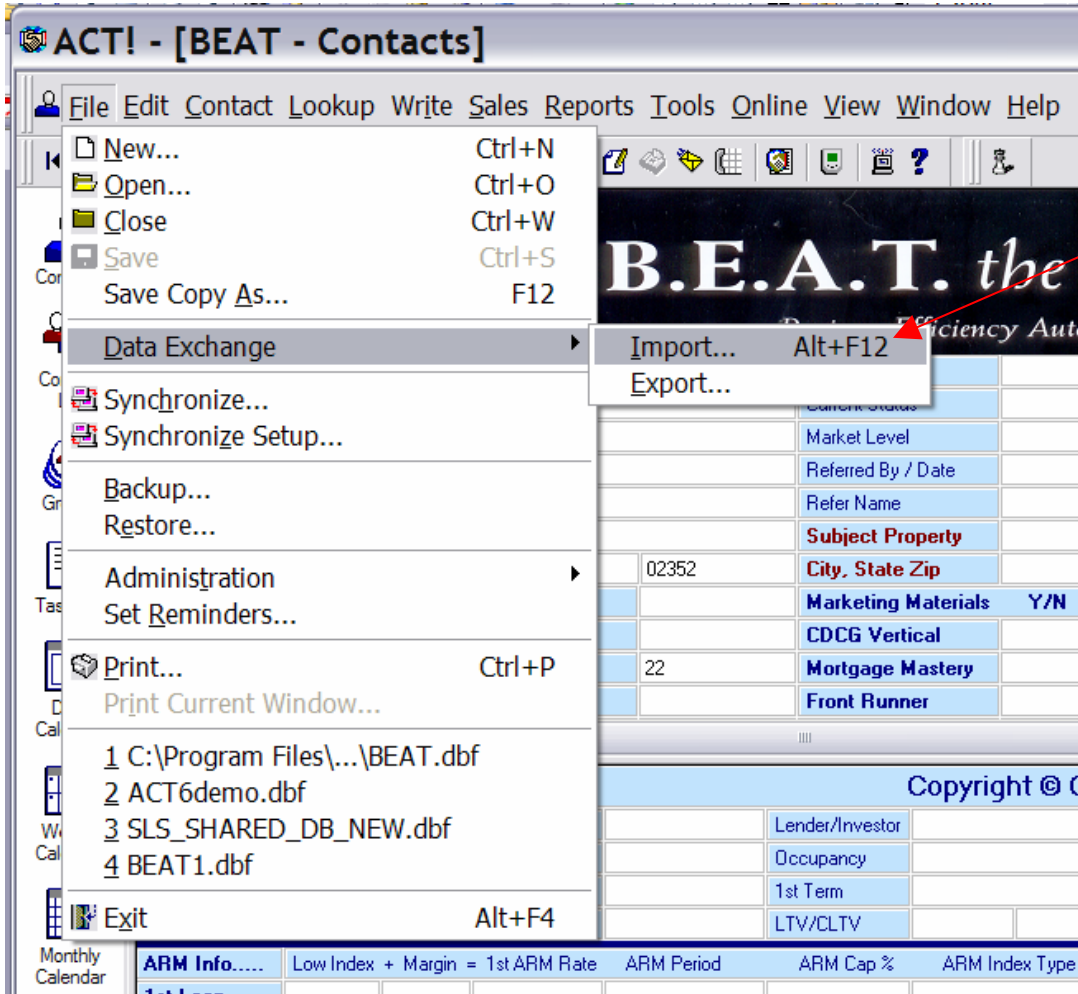 ACT! - [BEAT - Contacts]
File Edit Contact Lookup Write Sales Reports Tools Online View Window Help
New... Ctrl+N
Open... Ctrl+O
Close Ctrl+W
Save Ctrl+S
Save Copy As... F12
Data Exchange
Import... Alt+F12
Export...
Synchronize...
Synchronize Setup...
Backup...
Restore...
Administration
Set Reminders...
Print... Ctrl+P
Print Current Window...
1 C:\Program Files\...\BEAT.dbf
2 ACT6demo.dbf
3 SLS_SHARED_DB_NEW.dbf
4 BEAT1.dbf
Exit Alt+F4
B.E.A.T. the
Current Status
Market Level
Referred By / Date
Refer Name
Subject Property
02352 City, State Zip
Marketing Materials Y/N
CDCG Vertical
22 Mortgage Mastery
Front Runner
Copyright ©
Lender/Investor
Occupancy
1st Term
LTV/CLTV
Monthly
Calendar
ARM Info..... Low Index + Margin = 1st ARM Rate ARM Period ARM Cap % ARM Index Type